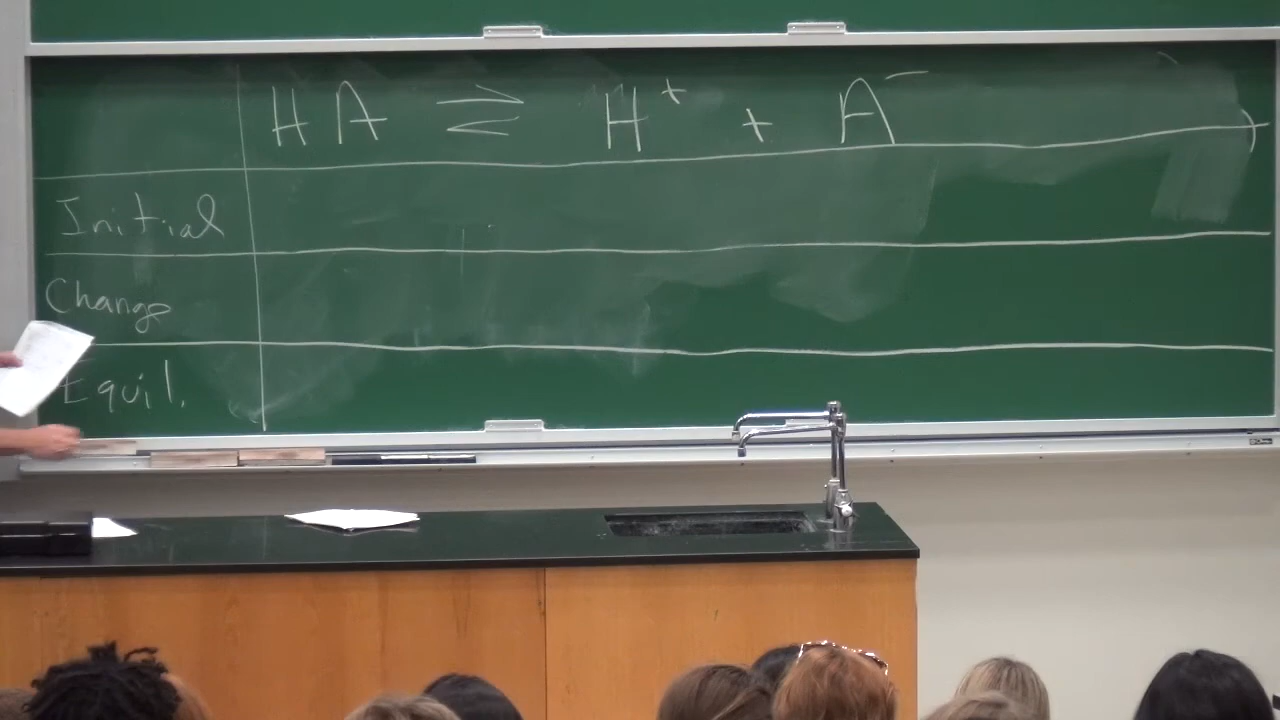 HA ⇌ H⁺ + A⁻
Initial
Change
Equil.